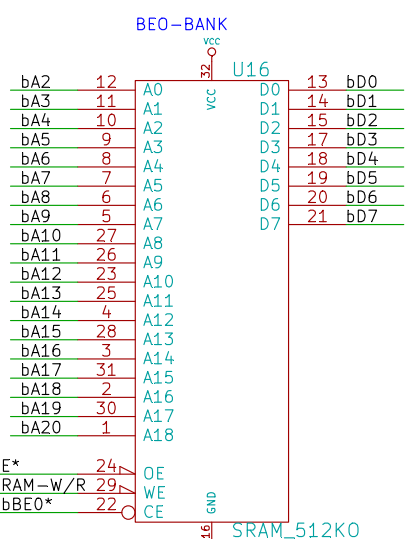 BEO-BANK
VCC
32 U16
bA2 12 A0 VCC D0 13 bD0
bA3 11 A1 D1 14 bD1
bA4 10 A2 D2 15 bD2
bA5 9 A3 D3 17 bD3
bA6 8 A4 D4 18 bD4
bA7 7 A5 D5 19 bD5
bA8 6 A6 D6 20 bD6
bA9 5 A7 D7 21 bD7
bA10 27 A8
bA11 26 A9
bA12 23 A10
bA13 25 A11
bA14 4 A12
bA15 28 A13
bA16 3 A14
bA17 31 A15
bA18 2 A16
bA19 30 A17
bA20 1 A18
E* 24 OE
RAM-W/R 29 WE
bBE0* 22 CE GND
16 SRAM_512KO